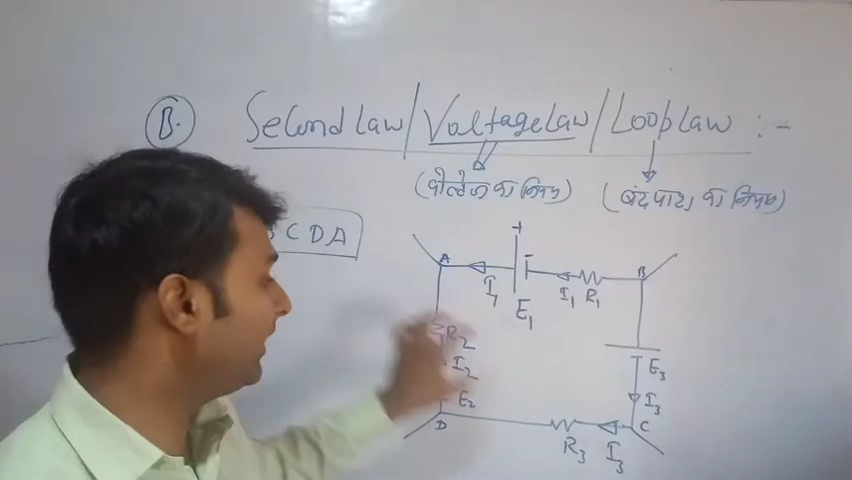 B. Second Law / Voltage Law / Loop Law :-
(वोल्टेज का नियम) (बंद पाश का नियम)
CDA
+
A - B
I1 I1 R1
E1
R2
I2 E3
E2 I3
D C
R3 I3